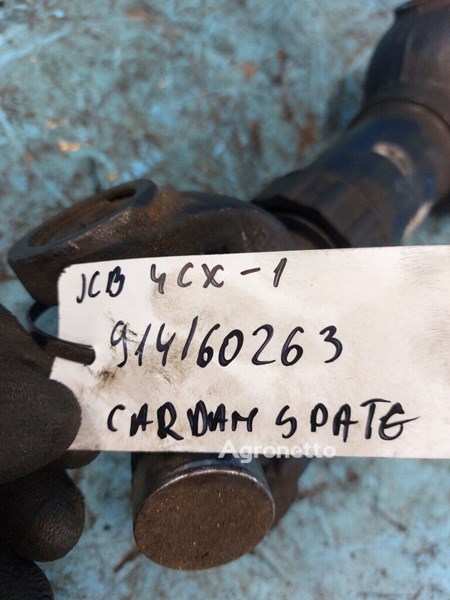 JCB 4CX-1
914/60263
CARDAN SPATE
Agronetto